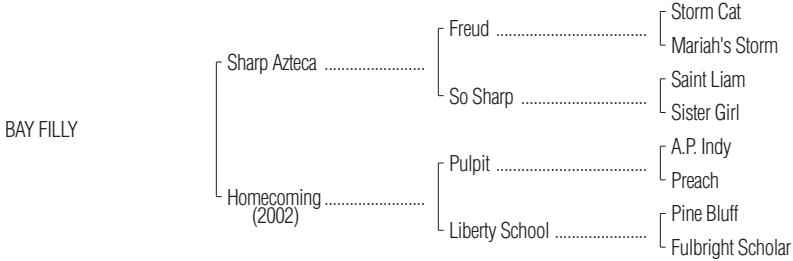 Storm Cat
Freud ..........................................
Mariah's Storm
Sharp Azteca ............................
Saint Liam
So Sharp ...................................
Sister Girl
BAY FILLY
A.P. Indy
Pulpit ..........................................
Preach
Homecoming ............................
(2002)
Pine Bluff
Liberty School .........................
Fulbright Scholar